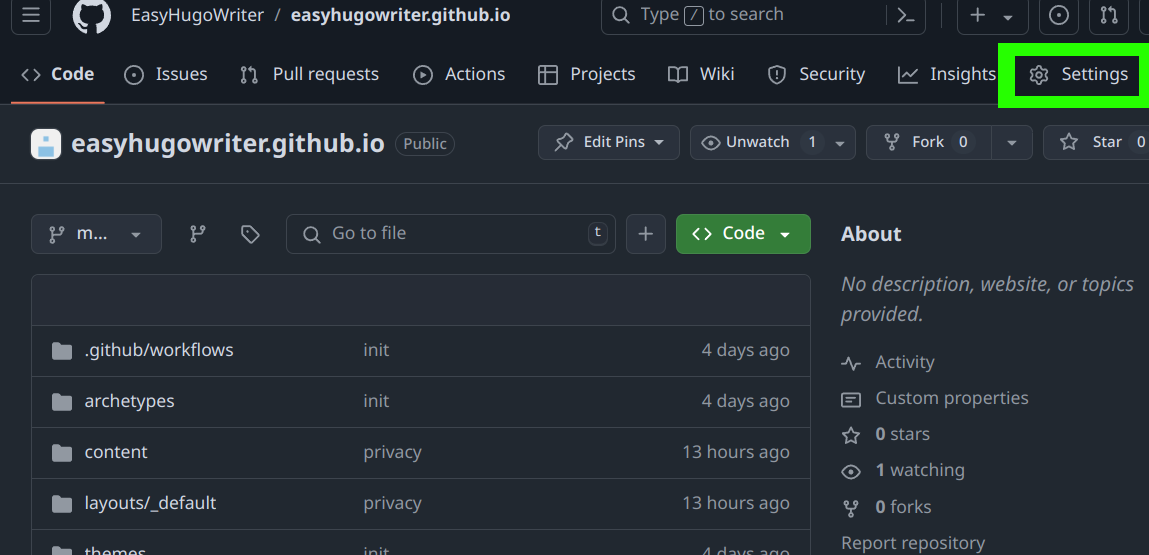 EasyHugoWriter / easyhugowriter.github.io Type / to search
Code Issues Pull requests Actions Projects Wiki Security Insights Settings
easyhugowriter.github.io Public Edit Pins Unwatch 1 Fork 0 Star 0
m... Go to file t Code
About
No description, website, or topics
provided.
.github/workflows init 4 days ago
archetypes init 4 days ago
content privacy 13 hours ago
layouts/_default privacy 13 hours ago
themes init 4 days ago
Activity
Custom properties
0 stars
1 watching
0 forks
Report repository